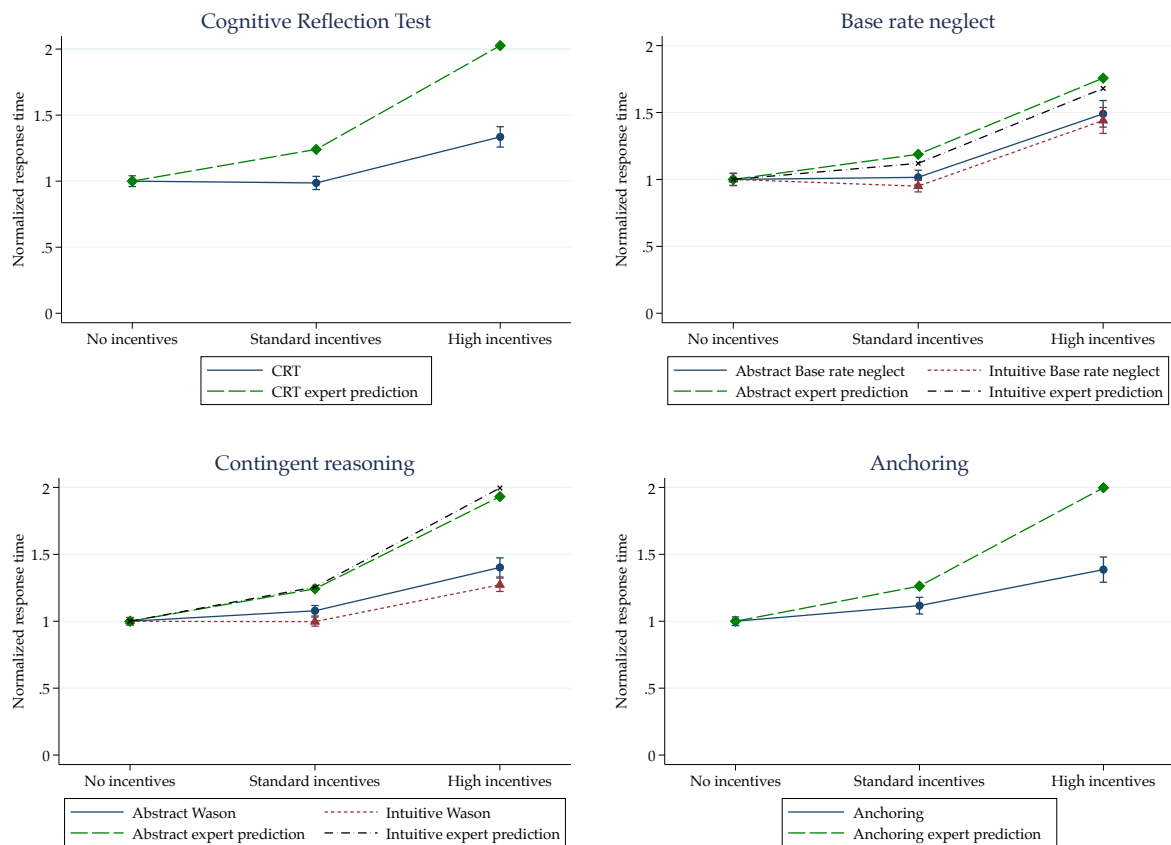 Cognitive Reflection Test
Normalized response time
2
1.5
1
.5
0
No incentives Standard incentives High incentives
CRT
CRT expert prediction
Base rate neglect
Normalized response time
2
1.5
1
.5
0
No incentives Standard incentives High incentives
Abstract Base rate neglect Intuitive Base rate neglect
Abstract expert prediction Intuitive expert prediction
Contingent reasoning
Normalized response time
2
1.5
1
.5
0
No incentives Standard incentives High incentives
Abstract Wason Intuitive Wason
Abstract expert prediction Intuitive expert prediction
Anchoring
Normalized response time
2
1.5
1
.5
0
No incentives Standard incentives High incentives
Anchoring
Anchoring expert prediction